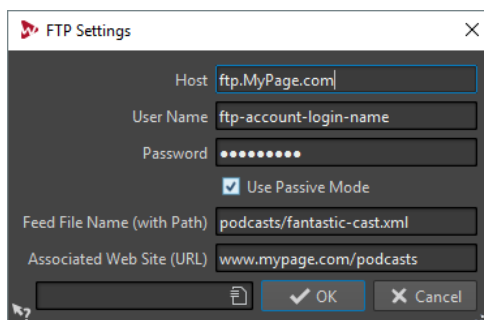 FTP Settings
Host ftp.MyPage.com
User Name ftp-account-login-name
Password •••••••••
Use Passive Mode
Feed File Name (with Path) podcasts/fantastic-cast.xml
Associated Web Site (URL) www.mypage.com/podcasts
OK Cancel